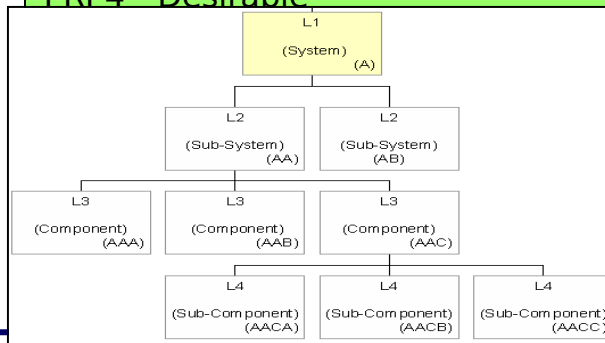 L1
(System)
(A)
L2
(Sub-System)
(AA)
L2
(Sub-System)
(AB)
L3
(Component)
(AAA)
L3
(Component)
(AAB)
L3
(Component)
(AAC)
L4
(Sub-Component)
(AACA)
L4
(Sub-Component)
(AACB)
L4
(Sub-Component)
(AACC)